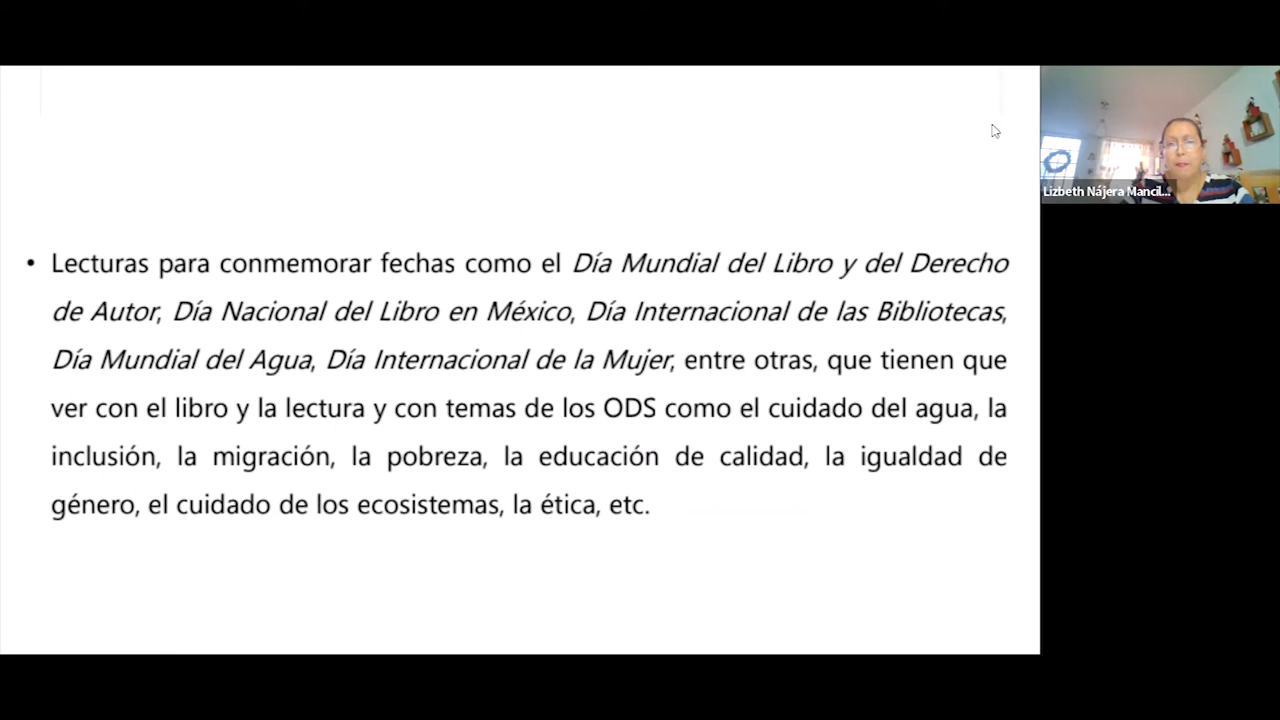 • Lecturas para conmemorar fechas como el Día Mundial del Libro y del Derecho
de Autor, Día Nacional del Libro en México, Día Internacional de las Bibliotecas,
Día Mundial del Agua, Día Internacional de la Mujer, entre otras, que tienen que
ver con el libro y la lectura y con temas de los ODS como el cuidado del agua, la
inclusión, la migración, la pobreza, la educación de calidad, la igualdad de
género, el cuidado de los ecosistemas, la ética, etc.
Lizbeth Nájera Mancil...